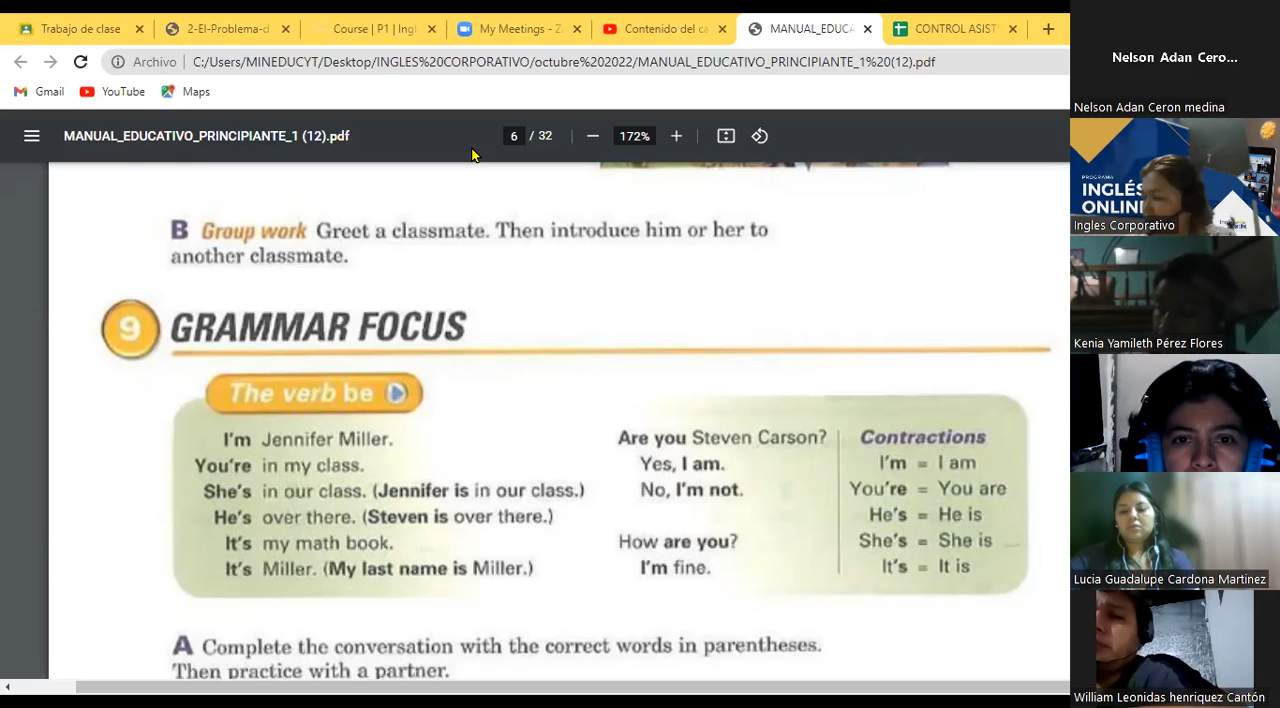 Trabajo de clase
2-El-Problema-d
Course | P1 | Ingl
My Meetings - Z
Contenido del ca
MANUAL_EDUCA
CONTROL ASIST
Archivo
C:/Users/MINEDUCYT/Desktop/INGLES%20CORPORATIVO/octubre%202022/MANUAL_EDUCATIVO_PRINCIPIANTE_1%20(12).pdf
Gmail
YouTube
Maps
MANUAL_EDUCATIVO_PRINCIPIANTE_1 (12).pdf
6 / 32
172%
B Group work Greet a classmate. Then introduce him or her to
another classmate.
9 GRAMMAR FOCUS
The verb be
I'm Jennifer Miller.
You're in my class.
She's in our class. (Jennifer is in our class.)
He's over there. (Steven is over there.)
It's my math book.
It's Miller. (My last name is Miller.)
Are you Steven Carson?
Yes, I am.
No, I'm not.
How are you?
I'm fine.
Contractions
I'm = I am
You're = You are
He's = He is
She's = She is
It's = It is
A Complete the conversation with the correct words in parentheses.
Then practice with a partner.
Nelson Adan Cero...
Nelson Adan Ceron medina
PROGRAMA
INGLÉS
ONLINE
Ingles Corporativo
Kenia Yamileth Pérez Flores
Lucia Guadalupe Cardona Martinez
William Leonidas henriquez Cantón